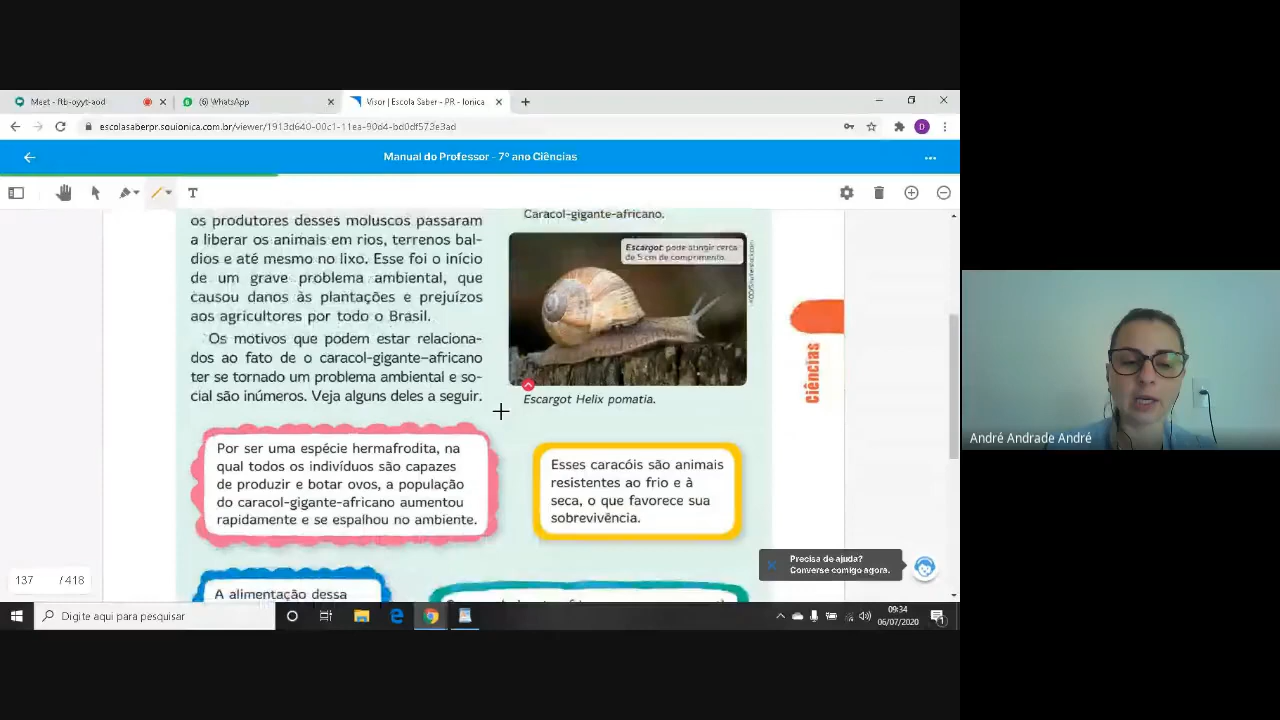 Meet - ftb-oyyt-aod
(6) WhatsApp
Visor | Escola Saber - PR - Ionica
escolasaberpr.souionica.com.br/viewer/1913d640-00c1-11ea-90d4-bd0df573e3ad
D
Manual do Professor - 7º ano Ciências
T
os produtores desses moluscos passaram
a liberar os animais em rios, terrenos bal-
dios e até mesmo no lixo. Esse foi o início
de um grave problema ambiental, que
causou danos às plantações e prejuízos
aos agricultores por todo o Brasil.
Os motivos que podem estar relaciona-
dos ao fato de o caracol-gigante-africano
ter se tornado um problema ambiental e so-
cial são inúmeros. Veja alguns deles a seguir.
Caracol-gigante-africano.
Escargot: pode atingir cerca
de 5 cm de comprimento.
Escargot Helix pomatia.
Ciências
Por ser uma espécie hermafrodita, na
qual todos os indivíduos são capazes
de produzir e botar ovos, a população
do caracol-gigante-africano aumentou
rapidamente e se espalhou no ambiente.
Esses caracóis são animais
resistentes ao frio e à
seca, o que favorece sua
sobrevivência.
A alimentação dessa
137 / 418
Precisa de ajuda?
Converse comigo agora.
Digite aqui para pesquisar
09:34
06/07/2020
André Andrade André